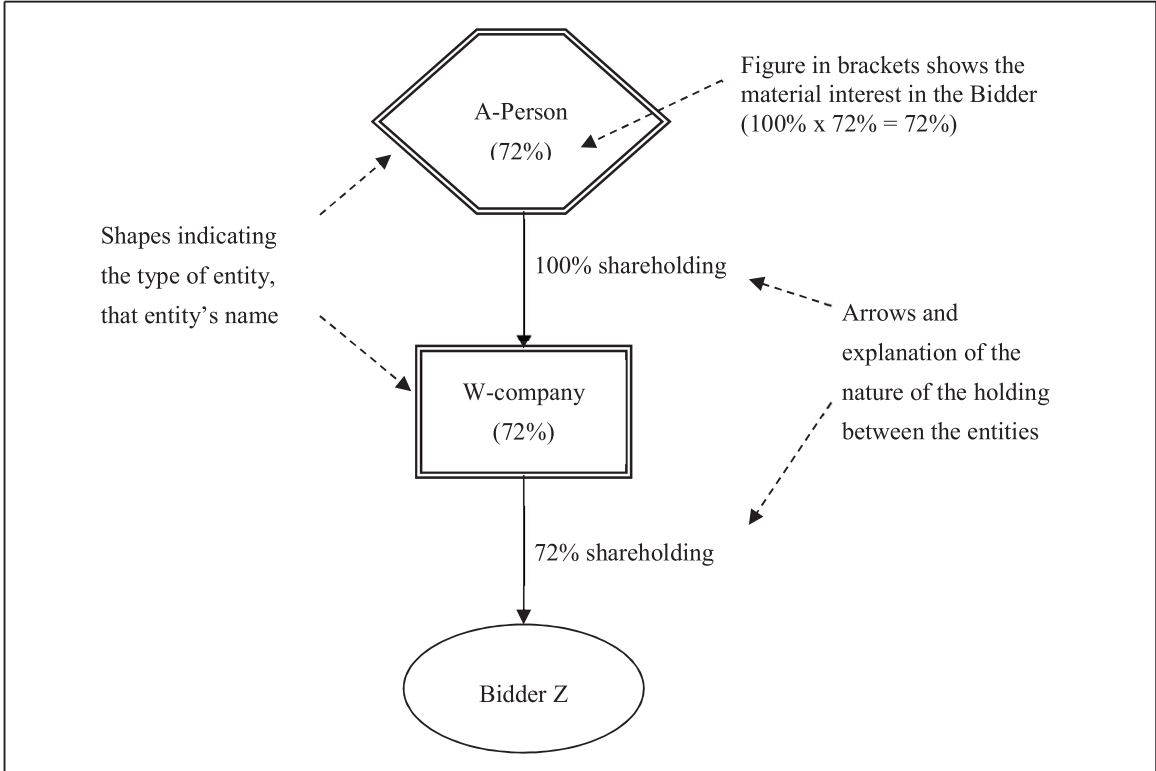 A-Person
(72%)
Figure in brackets shows the
material interest in the Bidder
(100% x 72% = 72%)
Shapes indicating
the type of entity,
that entity’s name
100% shareholding
Arrows and
explanation of the
nature of the holding
between the entities
W-company
(72%)
72% shareholding
Bidder Z